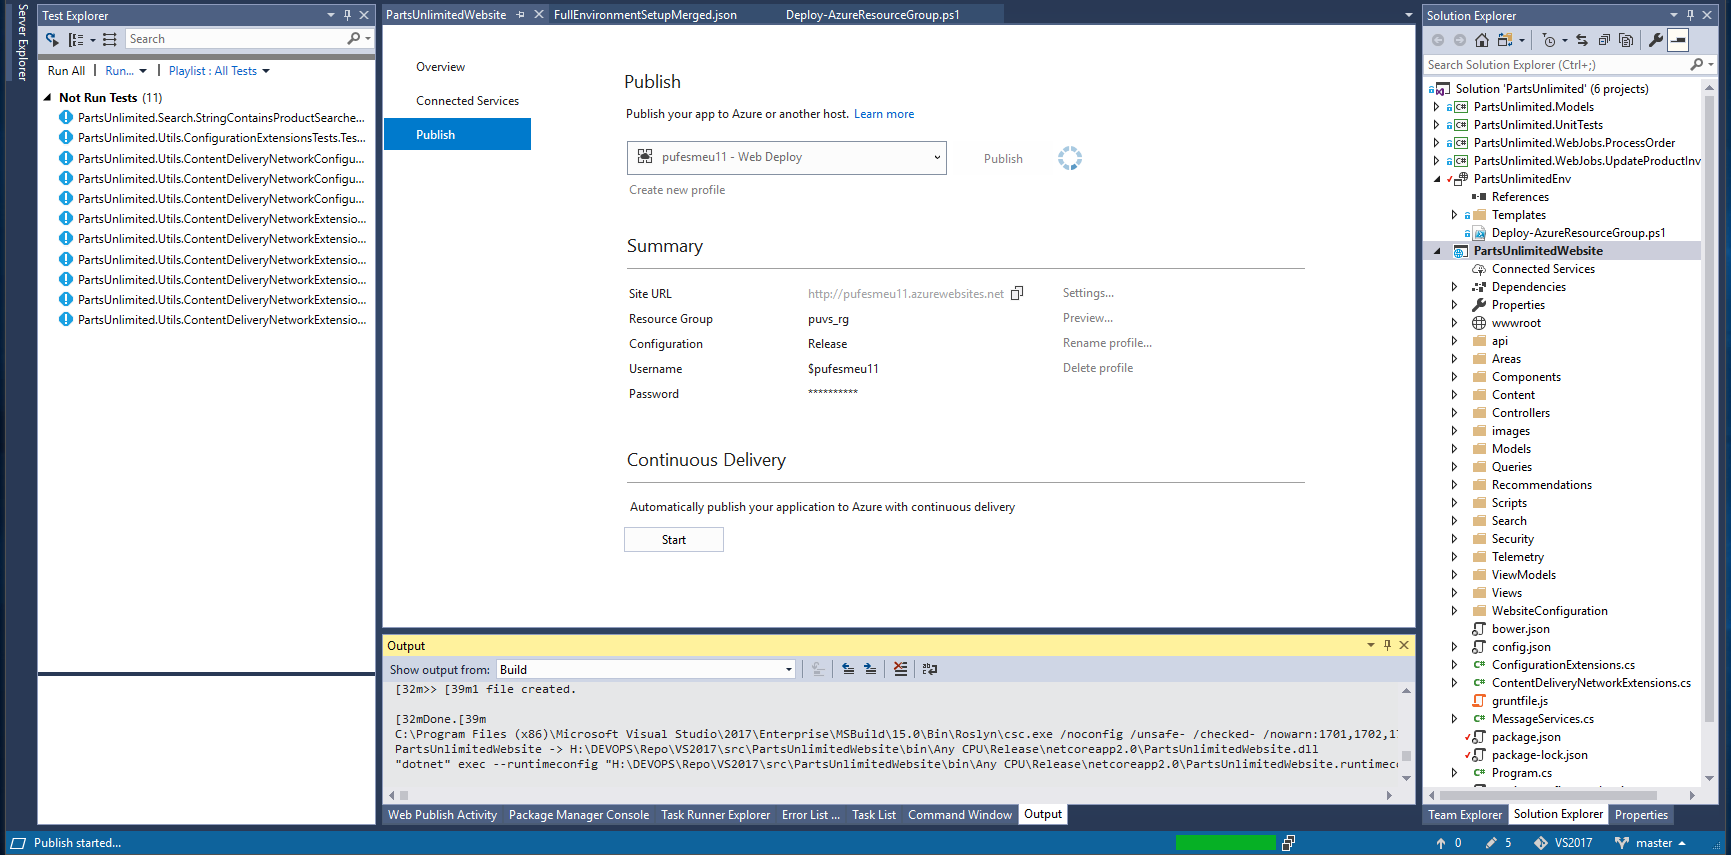 Server Explorer
Test Explorer
Search
Run All | Run... | Playlist : All Tests
Not Run Tests (11)
PartsUnlimited.Search.StringContainsProductSearche...
PartsUnlimited.Utils.ConfigurationExtensionsTests.Tes...
PartsUnlimited.Utils.ContentDeliveryNetworkConfigu...
PartsUnlimited.Utils.ContentDeliveryNetworkConfigu...
PartsUnlimited.Utils.ContentDeliveryNetworkConfigu...
PartsUnlimited.Utils.ContentDeliveryNetworkExtensio...
PartsUnlimited.Utils.ContentDeliveryNetworkExtensio...
PartsUnlimited.Utils.ContentDeliveryNetworkExtensio...
PartsUnlimited.Utils.ContentDeliveryNetworkExtensio...
PartsUnlimited.Utils.ContentDeliveryNetworkExtensio...
PartsUnlimited.Utils.ContentDeliveryNetworkExtensio...
PartsUnlimitedWebsite FullEnvironmentSetupMerged.json Deploy-AzureResourceGroup.ps1
Overview
Connected Services
Publish
Publish
Publish your app to Azure or another host. Learn more
pufesmeu11 - Web Deploy Publish
Create new profile
Summary
Site URL http://pufesmeu11.azurewebsites.net Settings...
Resource Group puvs_rg Preview...
Configuration Release Rename profile...
Username $pufesmeu11 Delete profile
Password **********
Continuous Delivery
Automatically publish your application to Azure with continuous delivery
Start
Output
Show output from: Build
[32m>> [39m1 file created.
[32mDone.[39m
C:\Program Files (x86)\Microsoft Visual Studio\2017\Enterprise\MSBuild\15.0\Bin\Roslyn\csc.exe /noconfig /unsafe- /checked- /nowarn:1701,1702,17
PartsUnlimitedWebsite -> H:\DEVOPS\Repo\VS2017\src\PartsUnlimitedWebsite\bin\Any CPU\Release\netcoreapp2.0\PartsUnlimitedWebsite.dll
"dotnet" exec --runtimeconfig "H:\DEVOPS\Repo\VS2017\src\PartsUnlimitedWebsite\bin\Any CPU\Release\netcoreapp2.0\PartsUnlimitedWebsite.runtimec
Web Publish Activity Package Manager Console Task Runner Explorer Error List ... Task List Command Window Output
Solution Explorer
Search Solution Explorer (Ctrl+;)
Solution 'PartsUnlimited' (6 projects)
C# PartsUnlimited.Models
C# PartsUnlimited.UnitTests
C# PartsUnlimited.WebJobs.ProcessOrder
C# PartsUnlimited.WebJobs.UpdateProductInv
PartsUnlimitedEnv
References
Templates
Deploy-AzureResourceGroup.ps1
PartsUnlimitedWebsite
Connected Services
Dependencies
Properties
wwwroot
api
Areas
Components
Content
Controllers
images
Models
Queries
Recommendations
Scripts
Search
Security
Telemetry
ViewModels
Views
WebsiteConfiguration
bower.json
config.json
C# ConfigurationExtensions.cs
C# ContentDeliveryNetworkExtensions.cs
gruntfile.js
C# MessageServices.cs
package.json
package-lock.json
C# Program.cs
Team Explorer Solution Explorer Properties
Publish started... 0 5 VS2017 master